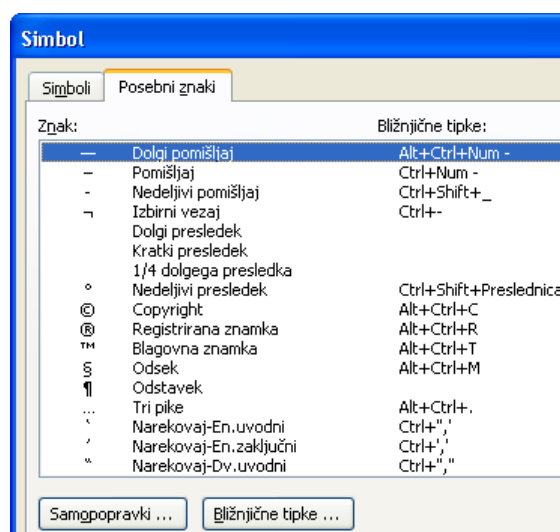 Simbol
Simboli Posebni znaki
Znak: Bližnjične tipke:
— Dolgi pomišljaj Alt+Ctrl+Num -
– Pomišljaj Ctrl+Num -
- Nedeljivi pomišljaj Ctrl+Shift+_
¬ Izbirni vezaj Ctrl+-
Dolgi presledek
Kratki presledek
1/4 dolgega presledka
° Nedeljivi presledek Ctrl+Shift+Preslednica
© Copyright Alt+Ctrl+C
® Registrirana znamka Alt+Ctrl+R
™ Blagovna znamka Alt+Ctrl+T
§ Odsek Alt+Ctrl+M
¶ Odstavek
… Tri pike Alt+Ctrl+.
‘ Narekovaj-En.uvodni Ctrl+",'
’ Narekovaj-En.zaključni Ctrl+','
“ Narekovaj-Dv.uvodni Ctrl+","
Samopopravki ... Bližnjične tipke ...